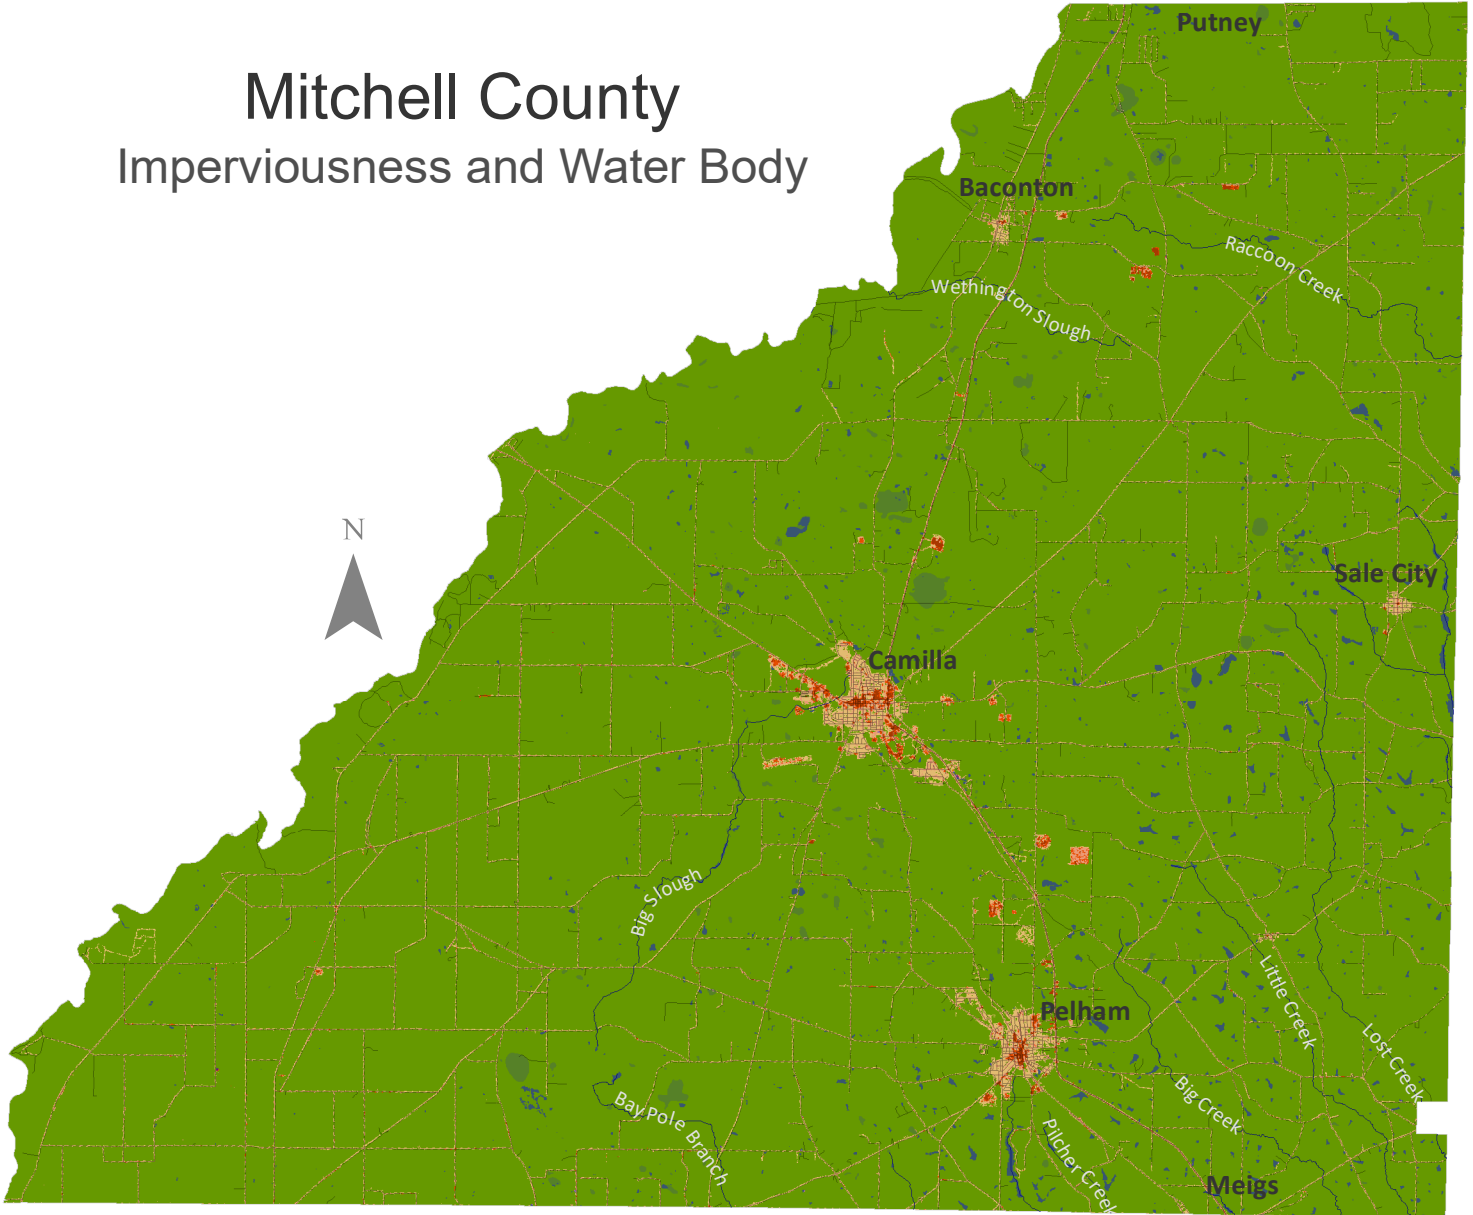 Putney
Mitchell County
Imperviousness and Water Body
Baconton
Raccoon Creek
Wethington Slough
N
Sale City
Camilla
Big Slough
Little Creek
Pelham
Lost Creek
Big Creek
Bay Pole Branch
Pilcher Creek
Meigs